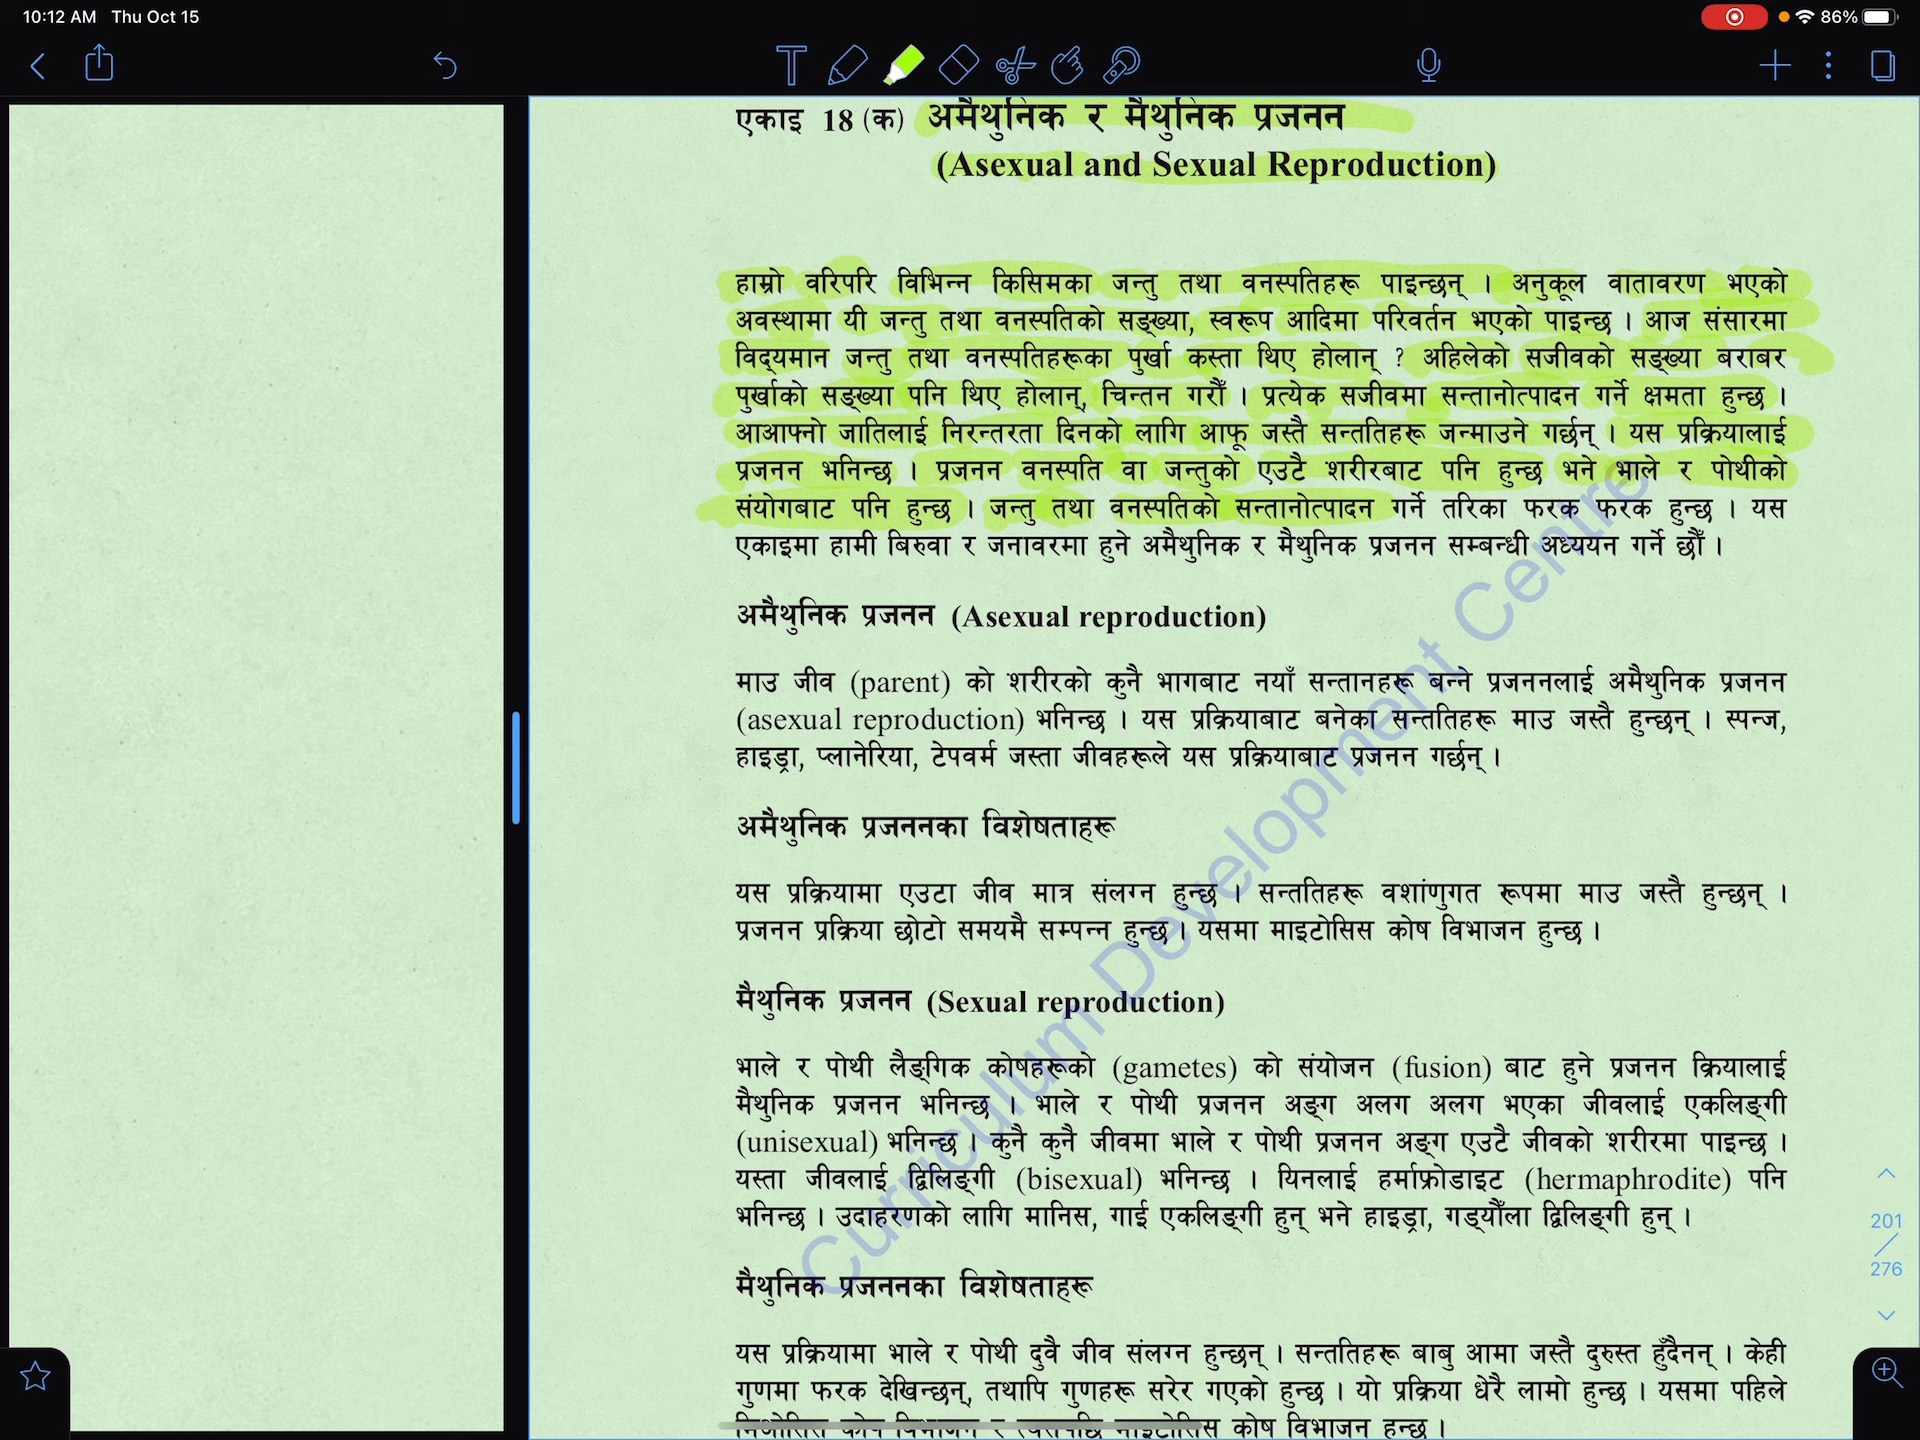 10:12 AM Thu Oct 15
86%
एकाइ 18 (क) अमैथुनिक र मैथुनिक प्रजनन
(Asexual and Sexual Reproduction)
हाम्रो वरिपरि विभिन्न किसिमका जन्तु तथा वनस्पतिहरू पाइन्छन् । अनुकूल वातावरण भएको
अवस्थामा यी जन्तु तथा वनस्पतिको सङ्ख्या, स्वरूप आदिमा परिवर्तन भएको पाइन्छ । आज संसारमा
विद्यमान जन्तु तथा वनस्पतिहरूका पुर्खा कस्ता थिए होलान् ? अहिलेको सजीवको सङ्ख्या बराबर
पुर्खाको सङ्ख्या पनि थिए होलान्, चिन्तन गरौँ । प्रत्येक सजीवमा सन्तानोत्पादन गर्ने क्षमता हुन्छ ।
आआफ्नो जातिलाई निरन्तरता दिनको लागि आफू जस्तै सन्ततिहरू जन्माउने गर्छन् । यस प्रक्रियालाई
प्रजनन भनिन्छ । प्रजनन वनस्पति वा जन्तुको एउटै शरीरबाट पनि हुन्छ भने भाले र पोथीको
संयोगबाट पनि हुन्छ । जन्तु तथा वनस्पतिको सन्तानोत्पादन गर्ने तरिका फरक फरक हुन्छ । यस
एकाइमा हामी बिरुवा र जनावरमा हुने अमैथुनिक र मैथुनिक प्रजनन सम्बन्धी अध्ययन गर्ने छौँ ।
अमैथुनिक प्रजनन (Asexual reproduction)
माउ जीव (parent) को शरीरको कुनै भागबाट नयाँ सन्तानहरू बन्ने प्रजननलाई अमैथुनिक प्रजनन
(asexual reproduction) भनिन्छ । यस प्रक्रियाबाट बनेका सन्ततिहरू माउ जस्तै हुन्छन् । स्पन्ज,
हाइड्रा, प्लानेरिया, टेपवर्म जस्ता जीवहरूले यस प्रक्रियाबाट प्रजनन गर्छन् ।
अमैथुनिक प्रजननका विशेषताहरू
यस प्रक्रियामा एउटा जीव मात्र संलग्न हुन्छ । सन्ततिहरू वशांणुगत रूपमा माउ जस्तै हुन्छन् ।
प्रजनन प्रक्रिया छोटो समयमै सम्पन्न हुन्छ । यसमा माइटोसिस कोष विभाजन हुन्छ ।
मैथुनिक प्रजनन (Sexual reproduction)
भाले र पोथी लैङ्गिक कोषहरूको (gametes) को संयोजन (fusion) बाट हुने प्रजनन क्रियालाई
मैथुनिक प्रजनन भनिन्छ । भाले र पोथी प्रजनन अङ्ग अलग अलग भएका जीवलाई एकलिङ्गी
(unisexual) भनिन्छ । कुनै कुनै जीवमा भाले र पोथी प्रजनन अङ्ग एउटै जीवको शरीरमा पाइन्छ ।
यस्ता जीवलाई द्विलिङ्गी (bisexual) भनिन्छ । यिनलाई हर्माफ्रोडाइट (hermaphrodite) पनि
भनिन्छ । उदाहरणको लागि मानिस, गाई एकलिङ्गी हुन् भने हाइड्रा, गड्यौँला द्विलिङ्गी हुन् ।
मैथुनिक प्रजननका विशेषताहरू
यस प्रक्रियामा भाले र पोथी दुवै जीव संलग्न हुन्छन् । सन्ततिहरू बाबु आमा जस्तै दुरुस्त हुँदैनन् । केही
गुणमा फरक देखिन्छन्, तथापि गुणहरू सरेर गएको हुन्छ । यो प्रक्रिया धेरै लामो हुन्छ । यसमा पहिले
मिओसिस कोष विभाजन र त्यसपछि माइटोसिस कोष विभाजन हुन्छ ।
Curriculum Development Centre
201
276